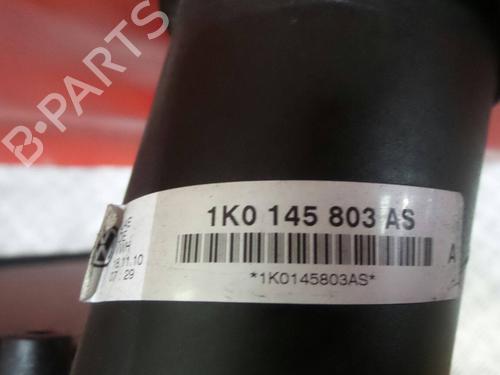 B-PARTS
1K0 145 803 AS
A
*1K0145803AS*
18.11.10
07:29